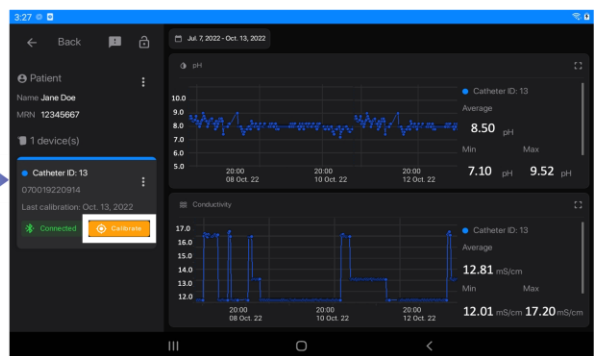 3:27
Back
Patient
Name Jane Doe
MRN 12345667
1 device(s)
Catheter ID: 13
070019220914
Last calibration: Oct. 13, 2022
Connected
Calibrate
Jul. 7, 2022 - Oct. 13, 2022
pH
10.0
9.0
8.0
7.0
6.0
5.0
20:00
08 Oct. 22
20:00
10 Oct. 22
20:00
12 Oct. 22
Catheter ID: 13
Average
8.50 pH
Min Max
7.10 pH 9.52 pH
Conductivity
17.0
16.0
15.0
14.0
13.0
12.0
20:00
08 Oct. 22
20:00
10 Oct. 22
20:00
12 Oct. 22
Catheter ID: 13
Average
12.81 mS/cm
Min Max
12.01 mS/cm 17.20 mS/cm